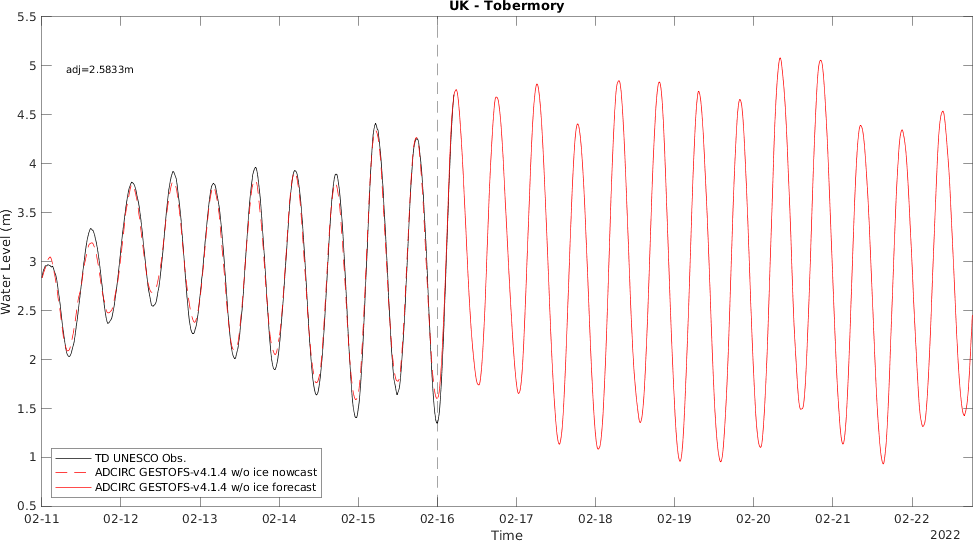 UK - Tobermory
adj=2.5833m
5.5
5
4.5
4
3.5
3
2.5
2
1.5
1
0.5
Water Level (m)
TD UNESCO Obs.
ADCIRC GESTOFS-v4.1.4 w/o ice nowcast
ADCIRC GESTOFS-v4.1.4 w/o ice forecast
02-11 02-12 02-13 02-14 02-15 02-16 02-17 02-18 02-19 02-20 02-21 02-22
Time
2022